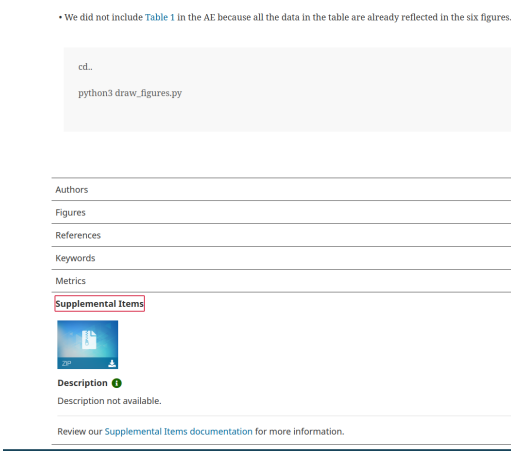 • We did not include Table 1 in the AE because all the data in the table are already reflected in the six figures.
cd..
python3 draw_figures.py
Authors
Figures
References
Keywords
Metrics
Supplemental Items
ZIP
Description i
Description not available.
Review our Supplemental Items documentation for more information.